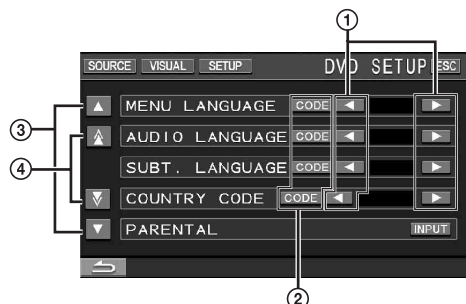 ①
SOURCE VISUAL SETUP DVD SETUP ESC
MENU LANGUAGE CODE
③
AUDIO LANGUAGE CODE
④
SUBT. LANGUAGE CODE
COUNTRY CODE CODE
PARENTAL INPUT
②